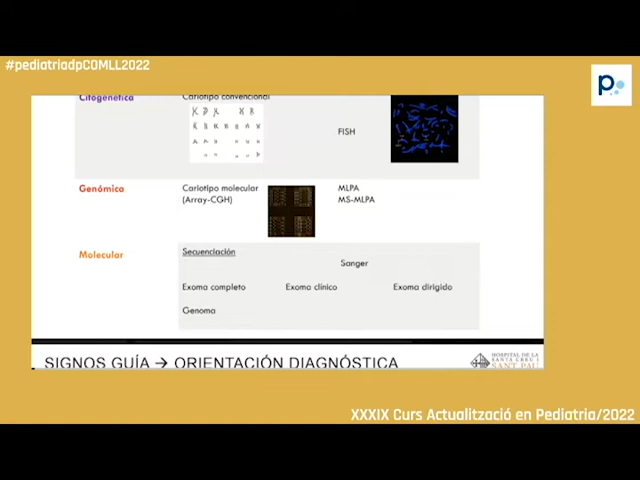 #pediatriadpCOMLL2022
p
Citogenética
Cariotipo convencional
FISH
Genómica
Cariotipo molecular
(Array-CGH)
MLPA
MS-MLPA
Molecular
Secuenciación
Sanger
Exoma completo
Exoma clínico
Exoma dirigido
Genoma
SIGNOS GUÍA → ORIENTACIÓN DIAGNÓSTICA
HOSPITAL DE LA
SANTA CREU I
SANT PAU
XXXIX Curs Actualització en Pediatria/2022